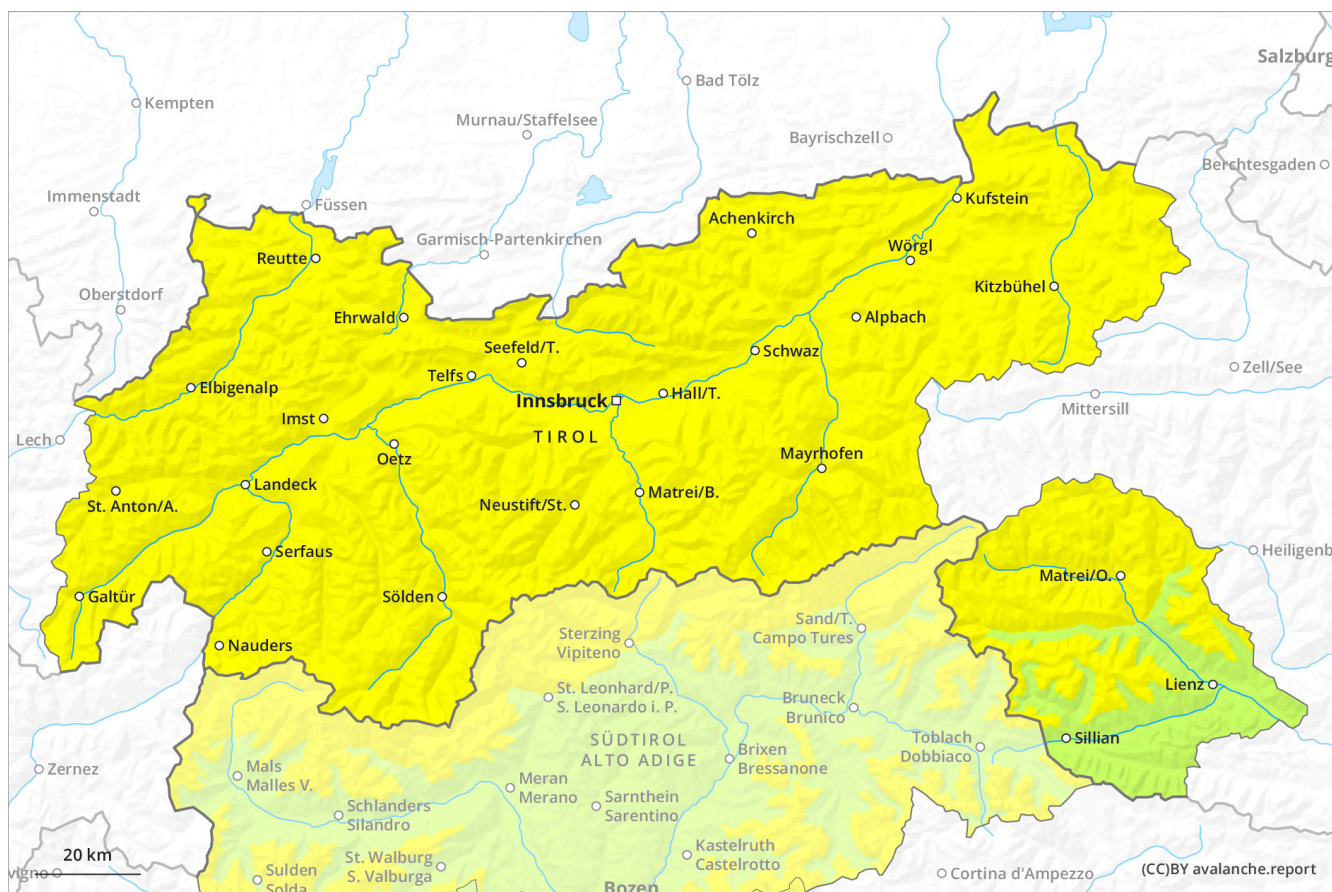 Salzburg
Bad Tölz
Kempten
Murnau/Staffelsee
Bayrischzell
Berchtesgaden
Immenstadt
Füssen
Kufstein
Achenkirch
Garmisch-Partenkirchen
Wörgl
Reutte
Kitzbühel
Oberstdorf
Ehrwald
Alpbach
Seefeld/T.
Schwaz
Zell/See
Telfs
Elbigenalp
Hall/T.
Innsbruck
Mittersill
Imst
TIROL
Lech
Oetz
Mayrhofen
Landeck
Matrei/B.
St. Anton/A.
Neustift/St.
Serfaus
Heiligenb
Matrei/O.
Galtür
Sölden
Sand/T.
Campo Tures
Sterzing
Vipiteno
Nauders
Lienz
St. Leonhard/P.
S. Leonardo i. P.
Bruneck
Brunico
Sillian
SÜDTIROL
ALTO ADIGE
Toblach
Dobbiaco
Brixen
Bressanone
Zernez
Mals
Malles V.
Meran
Merano
Schlanders
Silandro
Sarnthein
Sarentino
20 km
Kastelruth
Castelrotto
St. Walburg
S. Valburga
vigno
Sulden
Solda
Cortina d'Ampezzo
(CC)BY avalanche.report
Bozen